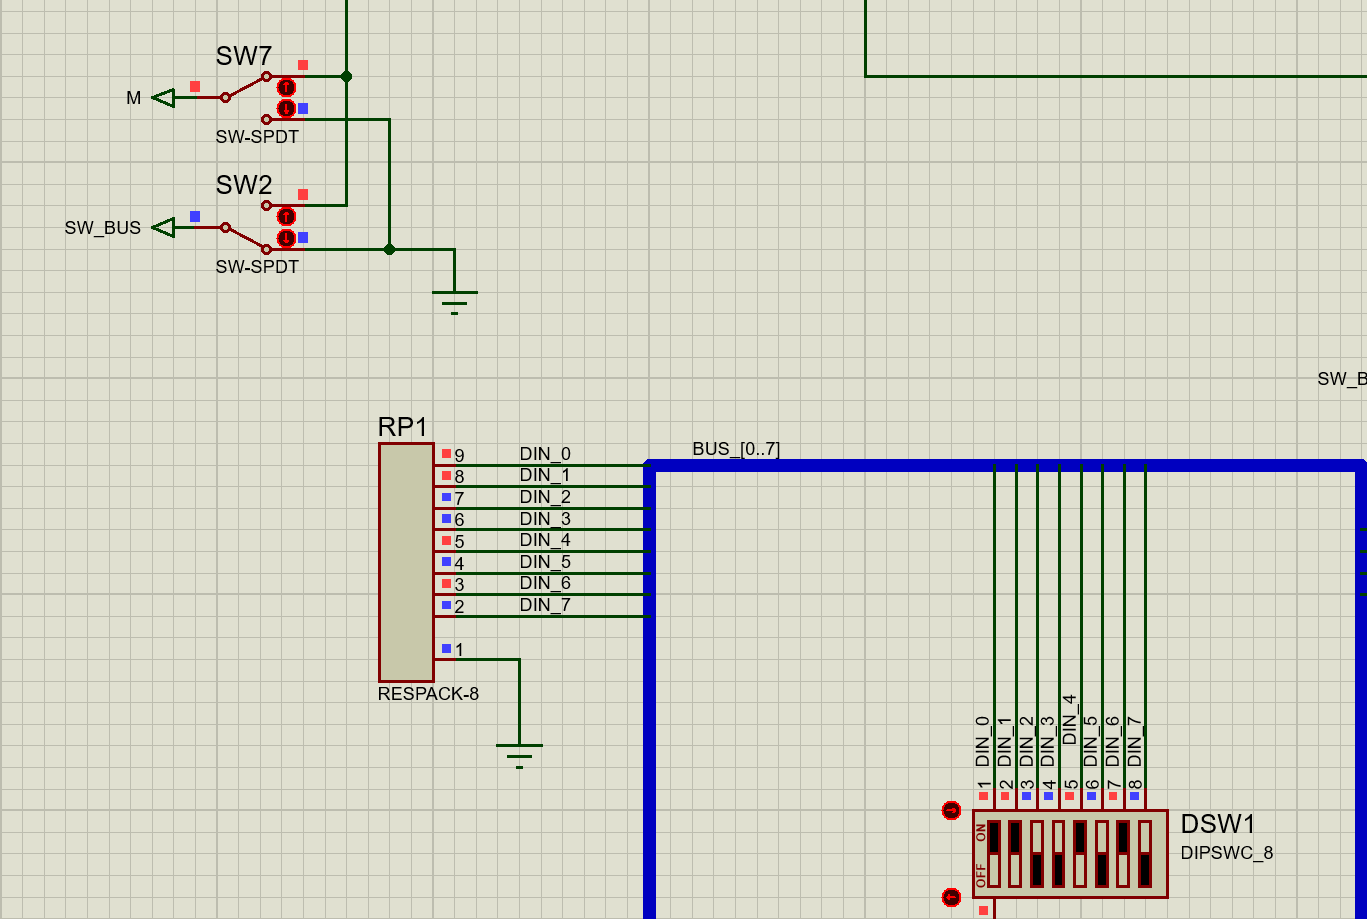 SW7
M
SW-SPDT
SW2
SW_BUS
SW-SPDT
SW_B
RP1
BUS_[0..7]
9 DIN_0
8 DIN_1
7 DIN_2
6 DIN_3
5 DIN_4
4 DIN_5
3 DIN_6
2 DIN_7
1
RESPACK-8
1 DIN_0
2 DIN_1
3 DIN_2
4 DIN_3
5 DIN_4
6 DIN_5
7 DIN_6
8 DIN_7
ON
OFF
DSW1
DIPSWC_8